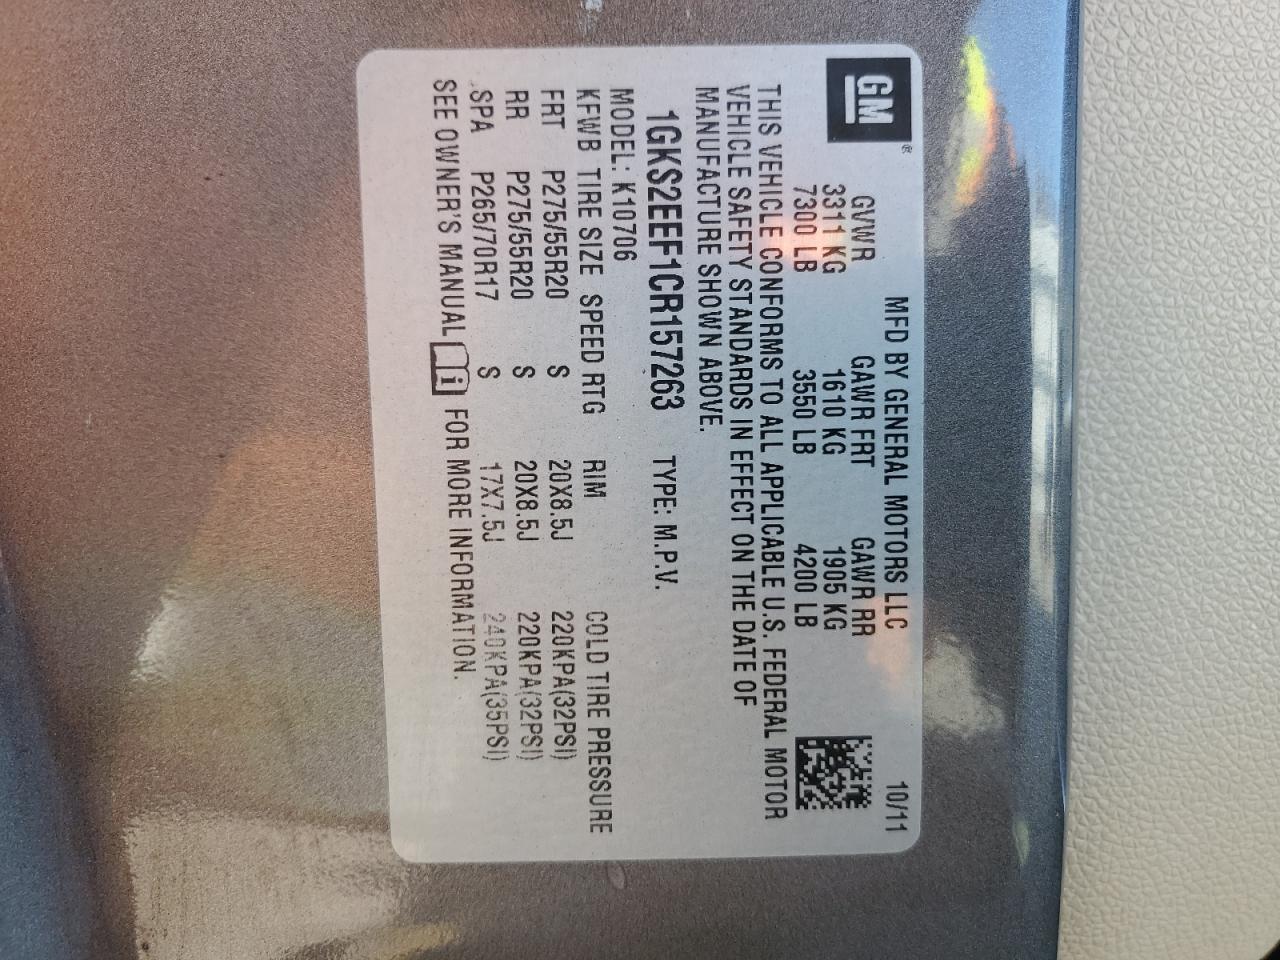 GM®
MFD BY GENERAL MOTORS LLC 10/11
GVWR GAWR FRT GAWR RR
3311 KG 1610 KG 1905 KG
7300 LB 3550 LB 4200 LB
THIS VEHICLE CONFORMS TO ALL APPLICABLE U.S. FEDERAL MOTOR
VEHICLE SAFETY STANDARDS IN EFFECT ON THE DATE OF
MANUFACTURE SHOWN ABOVE.
1GKS2EEF1CR157263 TYPE: M.P.V.
MODEL: K10706
KFWB TIRE SIZE SPEED RTG RIM COLD TIRE PRESSURE
FRT P275/55R20 S 20X8.5J 220KPA(32PSI)
RR P275/55R20 S 20X8.5J 220KPA(32PSI)
SPA P265/70R17 S 17X7.5J 240KPA(35PSI)
SEE OWNER'S MANUAL i FOR MORE INFORMATION.